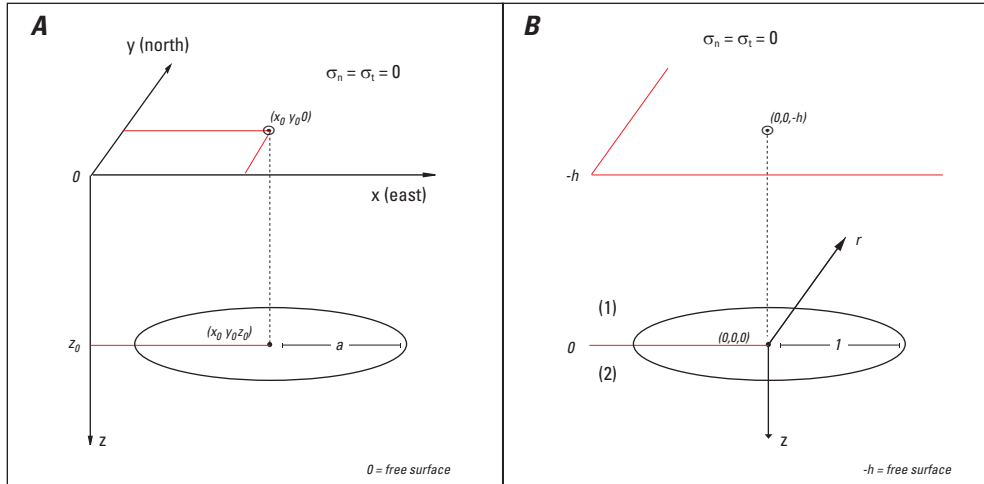 A
y (north)
σn = σt = 0
(x0 y0 0)
0
x (east)
(x0 y0 z0)
z0
a
z
0 = free surface
B
σn = σt = 0
(0,0,-h)
-h
r
(1)
(0,0,0)
0
1
(2)
z
-h = free surface